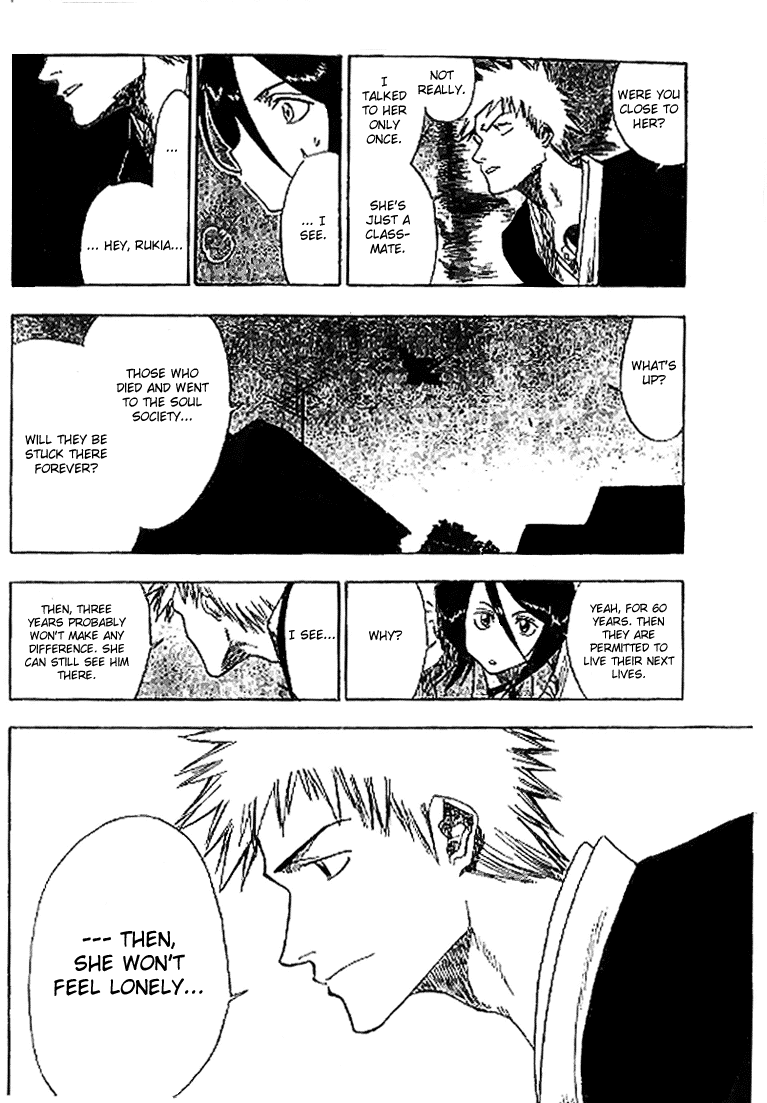 WERE YOU
CLOSE TO
HER?
NOT
REALLY.
I
TALKED
TO HER
ONLY
ONCE.
SHE'S
JUST A
CLASS-
MATE.
... I
SEE.
...
... HEY, RUKIA...
WHAT'S
UP?
THOSE WHO
DIED AND WENT
TO THE SOUL
SOCIETY...
WILL THEY BE
STUCK THERE
FOREVER?
YEAH, FOR 60
YEARS. THEN
THEY ARE
PERMITTED TO
LIVE THEIR NEXT
LIVES.
WHY?
I SEE...
THEN, THREE
YEARS PROBABLY
WON'T MAKE ANY
DIFFERENCE. SHE
CAN STILL SEE HIM
THERE.
--- THEN,
SHE WON'T
FEEL LONELY...